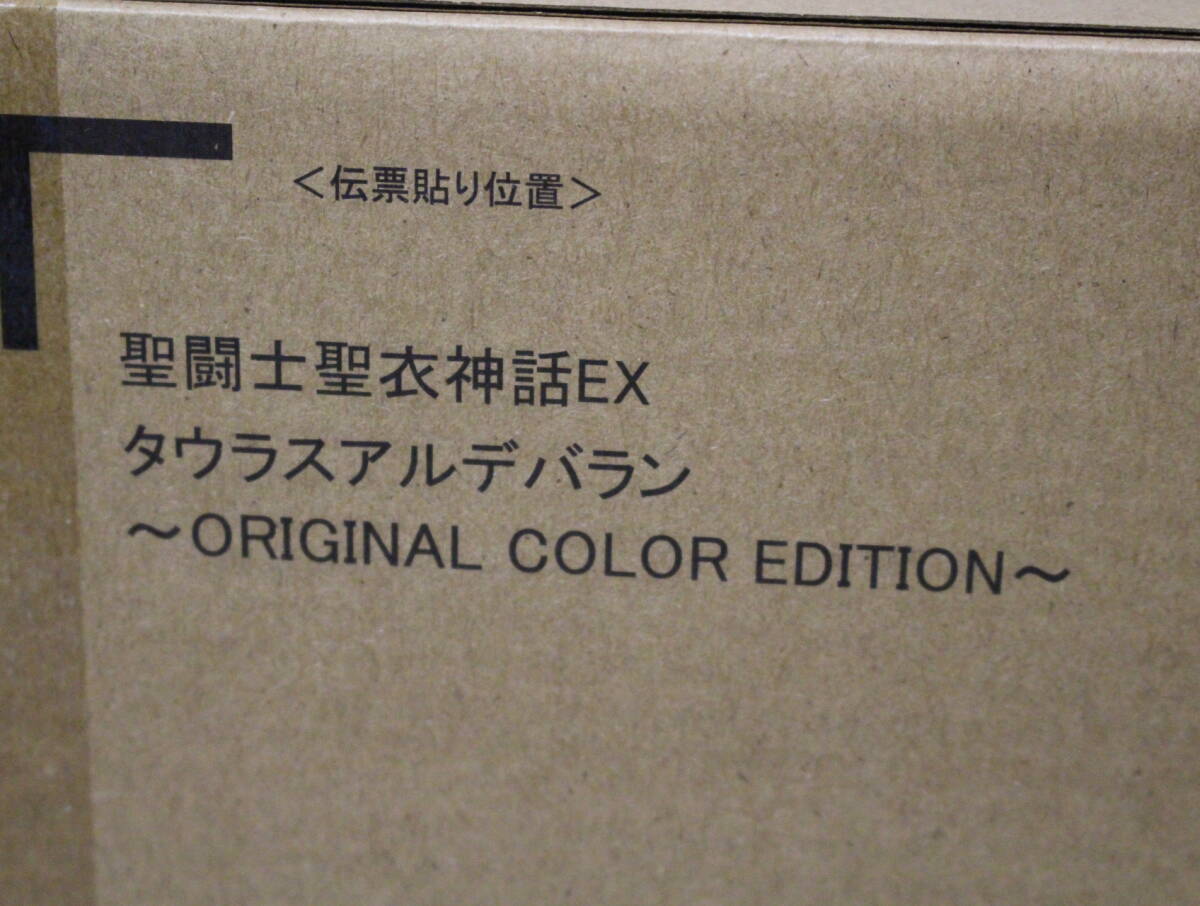 ＜伝票貼り位置＞
聖闘士聖衣神話EX
タウラスアルデバラン
～ORIGINAL COLOR EDITION～